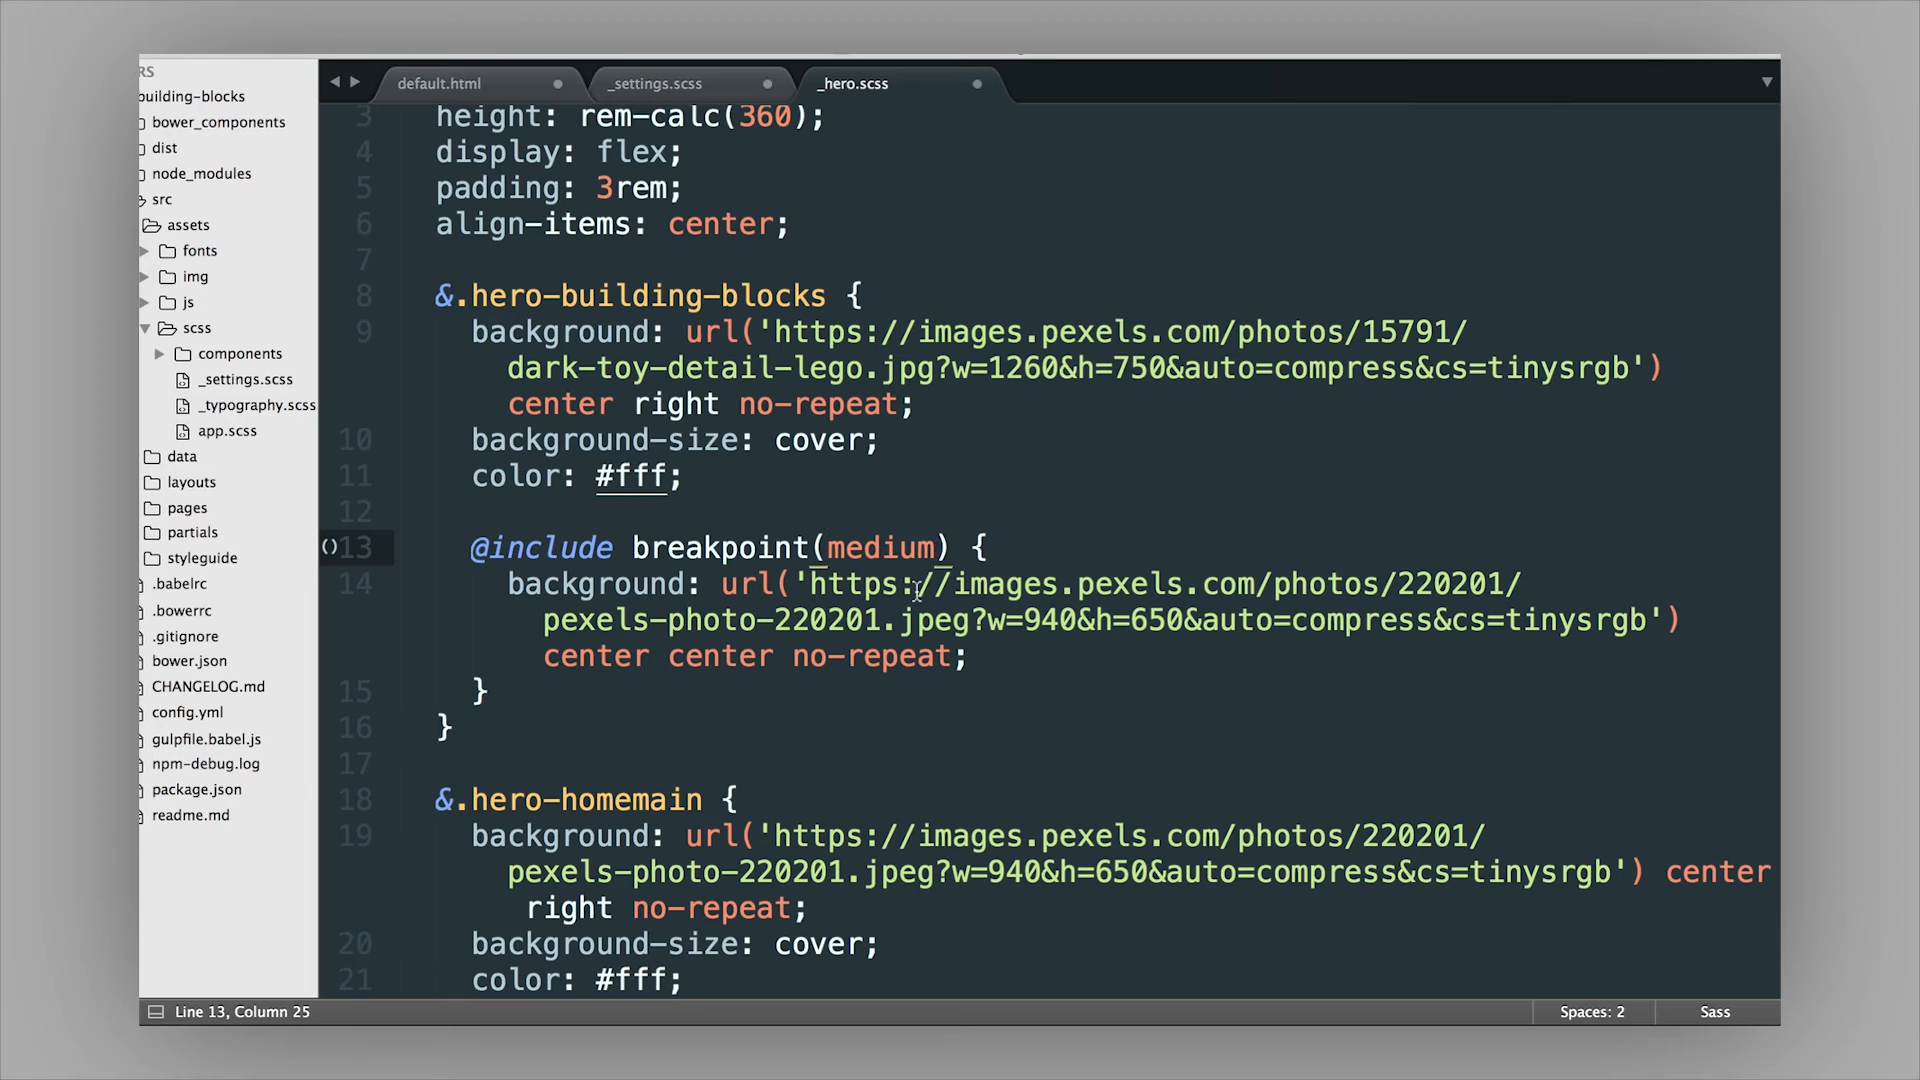 RS
building-blocks
bower_components
dist
node_modules
src
assets
fonts
img
js
scss
components
_settings.scss
_typography.scss
app.scss
data
layouts
pages
partials
styleguide
.babelrc
.bowerrc
.gitignore
bower.json
CHANGELOG.md
config.yml
gulpfile.babel.js
npm-debug.log
package.json
readme.md
default.html
_settings.scss
_hero.scss
3 height: rem-calc(360);
4 display: flex;
5 padding: 3rem;
6 align-items: center;
7
8 &.hero-building-blocks {
9 background: url('https://images.pexels.com/photos/15791/
dark-toy-detail-lego.jpg?w=1260&h=750&auto=compress&cs=tinysrgb')
center right no-repeat;
10 background-size: cover;
11 color: #fff;
12
()13 @include breakpoint(medium) {
14 background: url('https://images.pexels.com/photos/220201/
pexels-photo-220201.jpeg?w=940&h=650&auto=compress&cs=tinysrgb')
center center no-repeat;
15 }
16 }
17
18 &.hero-homemain {
19 background: url('https://images.pexels.com/photos/220201/
pexels-photo-220201.jpeg?w=940&h=650&auto=compress&cs=tinysrgb') center
right no-repeat;
20 background-size: cover;
21 color: #fff;
Line 13, Column 25
Spaces: 2
Sass